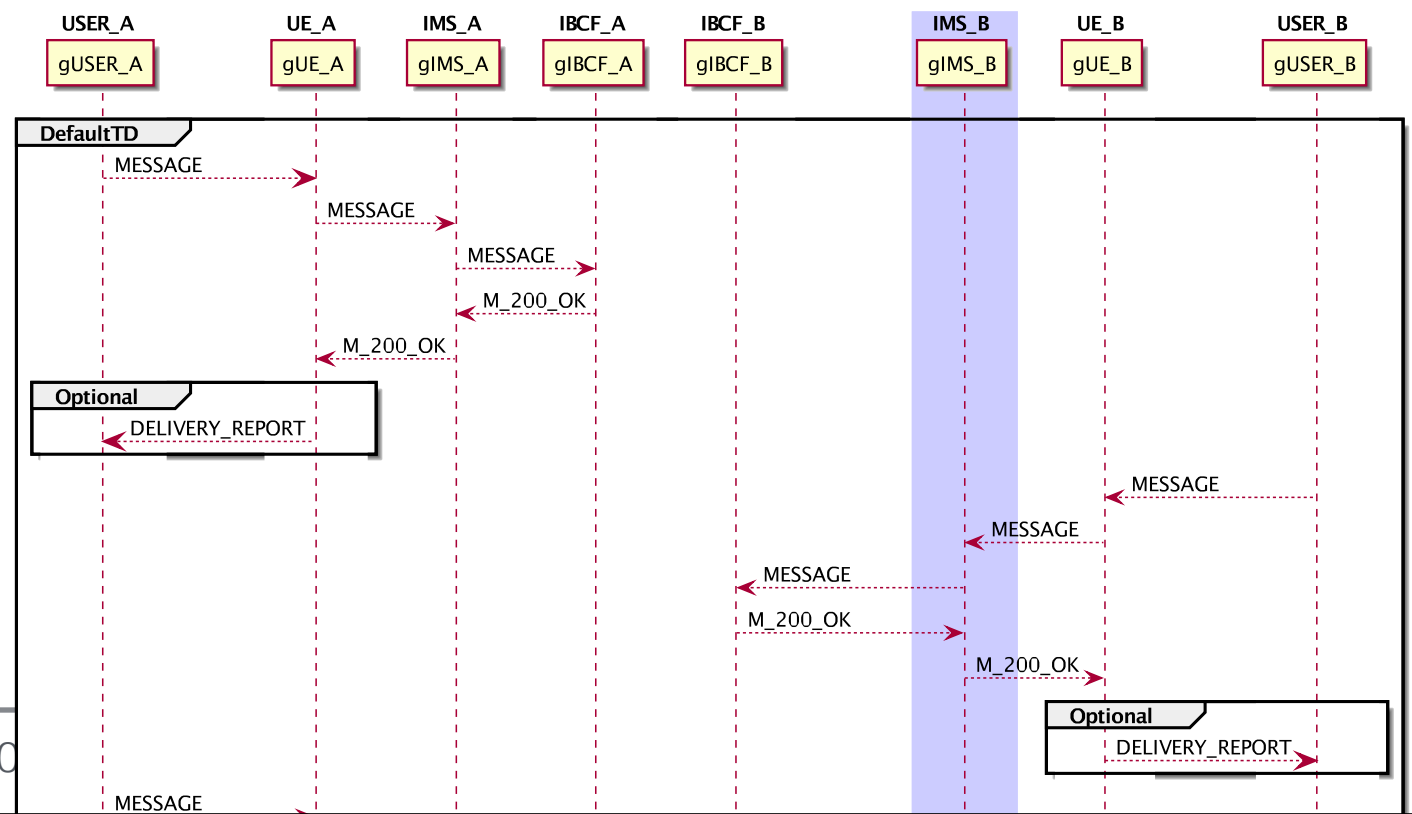 USER_A UE_A IMS_A IBCF_A IBCF_B IMS_B UE_B USER_B
gUSER_A gUE_A gIMS_A gIBCF_A gIBCF_B gIMS_B gUE_B gUSER_B
DefaultTD
MESSAGE
MESSAGE
MESSAGE
M_200_OK
M_200_OK
Optional
DELIVERY_REPORT
MESSAGE
MESSAGE
MESSAGE
M_200_OK
M_200_OK
Optional
DELIVERY_REPORT
MESSAGE